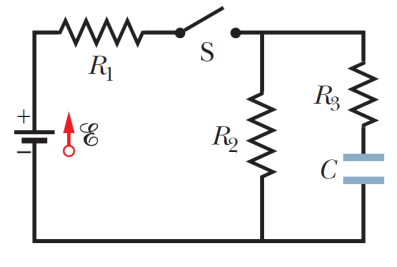 R₁
S
+
ℰ
−
R₂
R₃
C